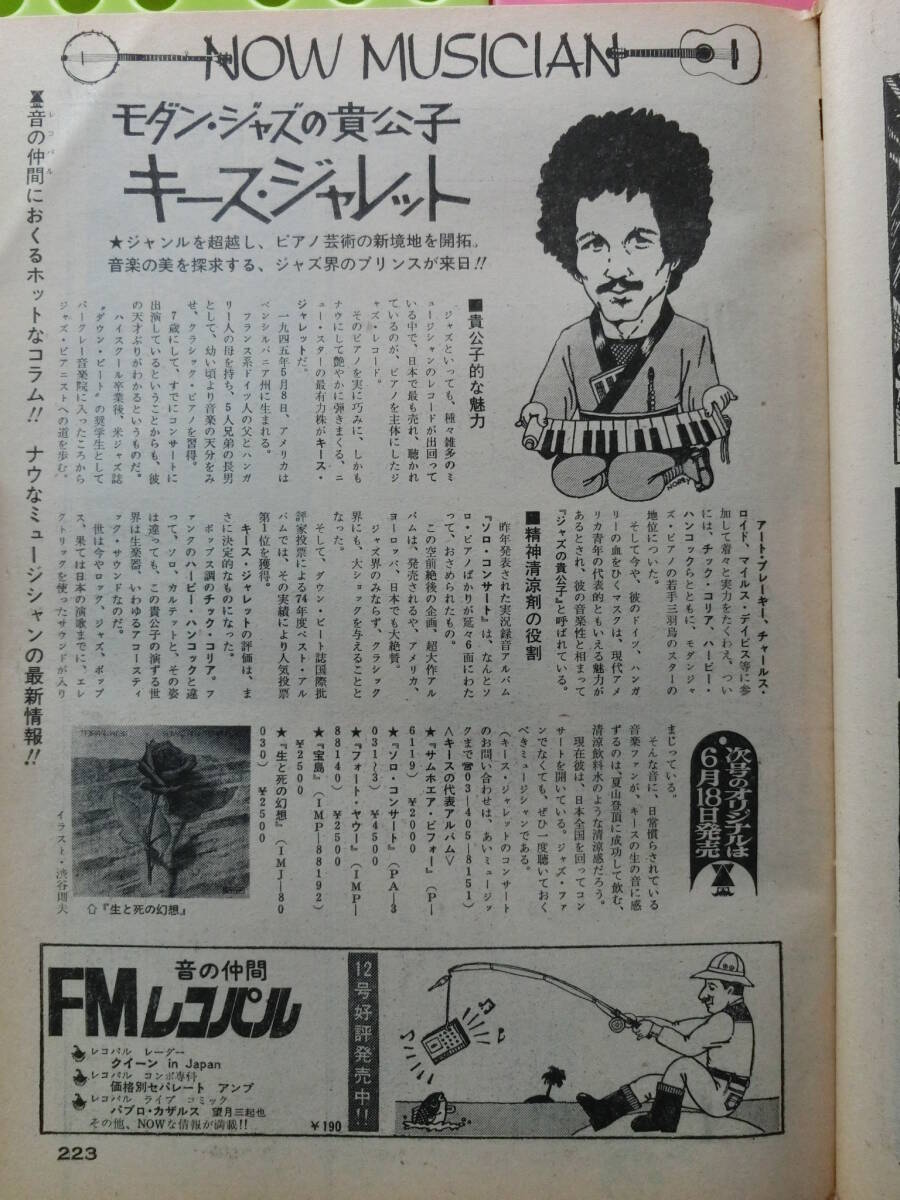 NOW MUSICIAN
音の仲間におくるホットなコラム!! ナウなミュージシャンの最新情報!!
レコパル
モダン・ジャズの貴公子
キース・ジャレット
★ジャンルを超越し、ピアノ芸術の新境地を開拓。
音楽の美を探求する、ジャズ界のプリンスが来日!!
■貴公子的な魅力
ジャズといっても、種々雑多のミ
ュージシャンのレコードが出回って
いる中で、日本で最も売れ、聴かれ
ているのが、ピアノを主体にしたジ
ャズ・レコード。
そのピアノを実に巧みに、しかも
ナウにして艶やかに弾きまくる、ニ
ュー・スターの最有力株がキース・
ジャレットだ。
一九四五年5月8日、アメリカは
ペンシルバニア州に生まれる。
フランス系ドイツ人の父とハンガ
リー人の母を持ち、5人兄弟の長男
として、幼い頃より音楽の天分をみ
せ、クラシック・ピアノを習得。
7歳にして、すでにコンサートに
出演しているということからも、彼
の天才ぶりがわかるというものだ。
ハイスクール卒業後、米ジャズ誌
"ダウン・ビート"の奨学生として
バークレー音楽院に入ったころから
ジャズ・ピアニストへの道を歩む。
アート・ブレーキー、チャールス・
ロイド、マイルス・デイビス等に参
加して着々と実力をたくわえ、つい
には、チック・コリア、ハービー・
ハンコックらとともに、モダン・ジャ
ズ・ピアノの若手三羽烏のスターの
地位についた。
そして今や、彼のドイツ、ハンガ
リーの血をひくマスクは、現代アメ
リカ青年の代表的ともいえる魅力が
あるとされ、彼の音楽性と相まって
『ジャズの貴公子』と呼ばれている。
■精神清涼剤の役割
昨年発表された実況録音アルバム
『ソロ・コンサート』は、なんとソ
ロ・ピアノばかりが延々6面にわた
って、おさめられたもの。
この空前絶後の企画、超大作アル
バムは、発売されるや、アメリカ、
ヨーロッパ、日本でも大絶賛。
ジャズ界のみならず、クラシック
界にも、大ショックを与えることと
なった。
そして、ダウン・ビート誌国際批
評家投票による74年度ベスト・アル
バムでは、その実績により人気投票
第1位を獲得。
キース・ジャレットの評価は、ま
さに決定的なものになった。
ポップス調のチック・コリア。フ
ァンクのハービー・ハンコックと違
って、ソロ、カルテットと、その姿
は違っても、この貴公子の演ずる世
界は生楽器、いわゆるアコースティ
ック・サウンドなのだ。
世は今やロック、ジャズ、ポップ
ス、果ては日本の演歌までに、エレ
クトリックを使ったサウンドが入り
まじっている。
そんな音に、日常慣らされている
音楽ファンが、キースの生の音に感
ずるのは、夏山登頂に成功して飲む、
清涼飲料水のような清涼感だろう。
現在彼は、日本全国を回ってコン
サートを開いている。ジャズ・ファ
ンでなくても、ぜひ一度聴いておく
べきミュージシャンである。
(キース・ジャレットのコンサート
のお問い合わせは、あいミュージッ
クまで☎03-405-8151)
〈キースの代表アルバム〉
★『サムホエア・ビフォー』(P-
6119) ¥2000
★『ソロ・コンサート』(PA-3
031~3) ¥4500
★『フォート・ヤウー』(IMP-
88140) ¥2500
★『宝島』(IMP-88192)
¥2500
★『生と死の幻想』(IMJ-80
030) ¥2500
次号のオリジナルは
6月18日発売
⇧『生と死の幻想』
イラスト・渋谷則夫
音の仲間
FMレコパル
レコパル レーダー
クイーン in Japan
レコパル コンポ専科
価格別セパレート アンプ
レコパル ライブ コミック
パブロ・カザルス 望月三起也
その他、NOWな情報が満載!!
¥190
12号好評発売中!!
223